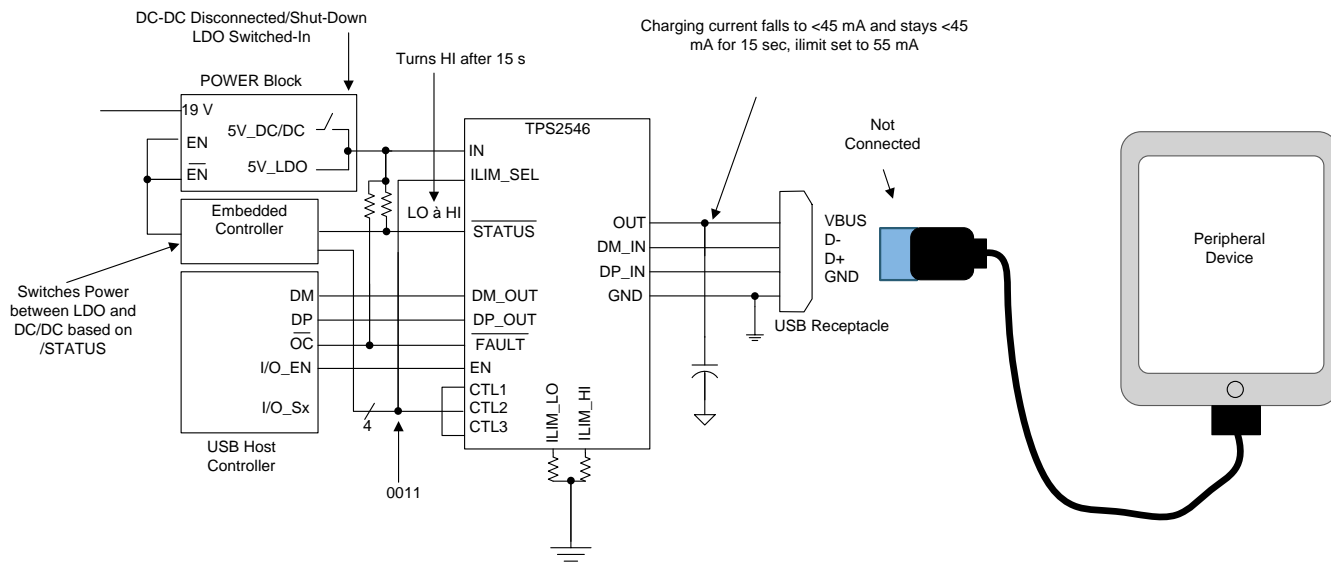 DC-DC Disconnected/Shut-Down
LDO Switched-In
Charging current falls to <45 mA and stays <45
mA for 15 sec, ilimit set to 55 mA
Turns HI after 15 s
POWER Block
19 V
EN
EN
5V_DC/DC
5V_LDO
LO à HI
Embedded
Controller
Switches Power
between LDO and
DC/DC based on
/STATUS
DM
DP
OC
I/O_EN
I/O_Sx
USB Host
Controller
4
0011
TPS2546
IN
ILIM_SEL
STATUS
DM_OUT
DP_OUT
FAULT
EN
CTL1
CTL2
CTL3
ILIM_LO
ILIM_HI
OUT
DM_IN
DP_IN
GND
VBUS
D-
D+
GND
USB Receptacle
Not
Connected
Peripheral
Device